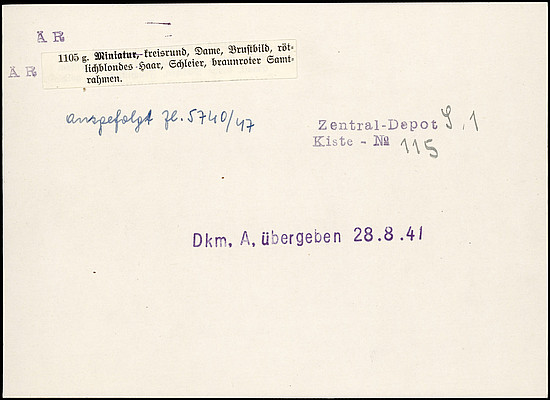 ÄR
ÄR
1105 g. Miniatur, kreisrund, Dame, Brustbild, röt-
lichblondes Haar, Schleier, braunroter Samt-
rahmen.
ausgefolgt Zl. 5740/47
Zentral-Depot S. 1
Kiste - № 115
Dkm. A. übergeben 28.8.41